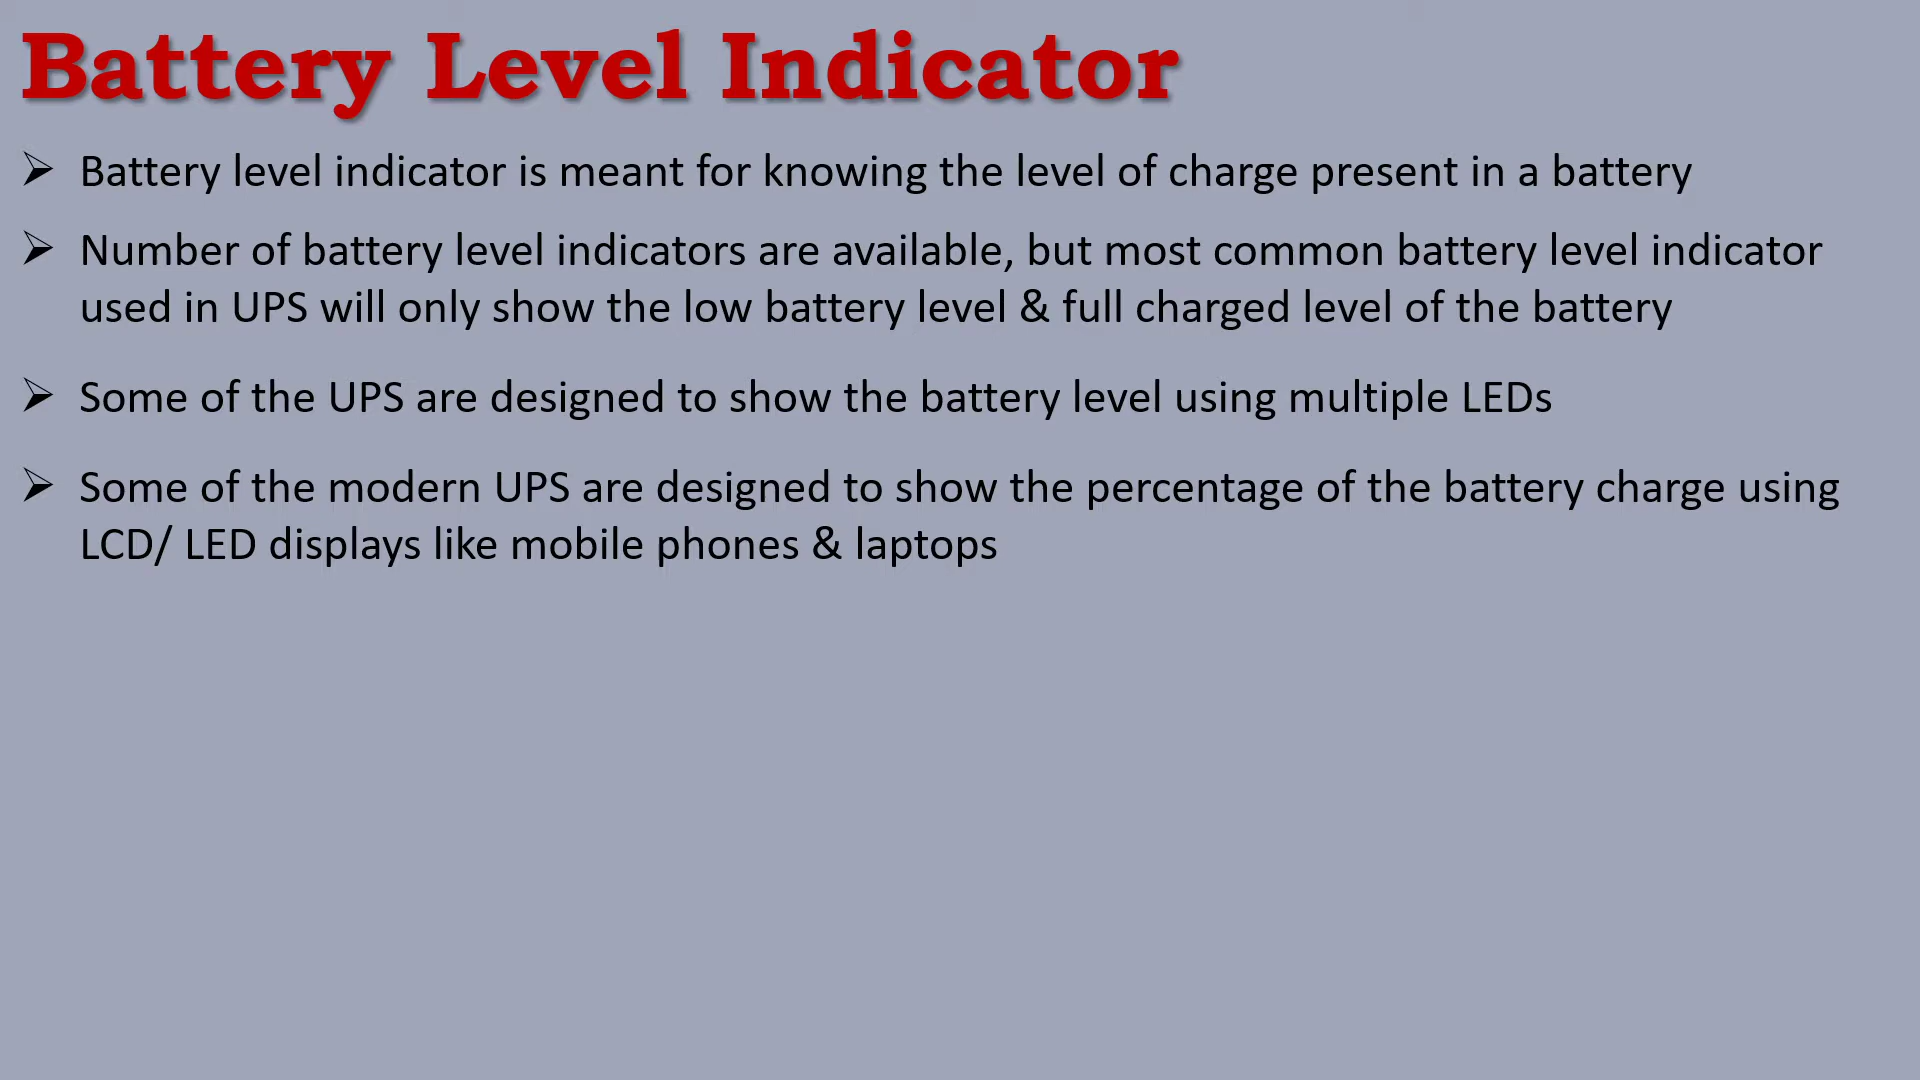 Battery Level Indicator
➢ Battery level indicator is meant for knowing the level of charge present in a battery
➢ Number of battery level indicators are available, but most common battery level indicator
used in UPS will only show the low battery level & full charged level of the battery
➢ Some of the UPS are designed to show the battery level using multiple LEDs
➢ Some of the modern UPS are designed to show the percentage of the battery charge using
LCD/ LED displays like mobile phones & laptops